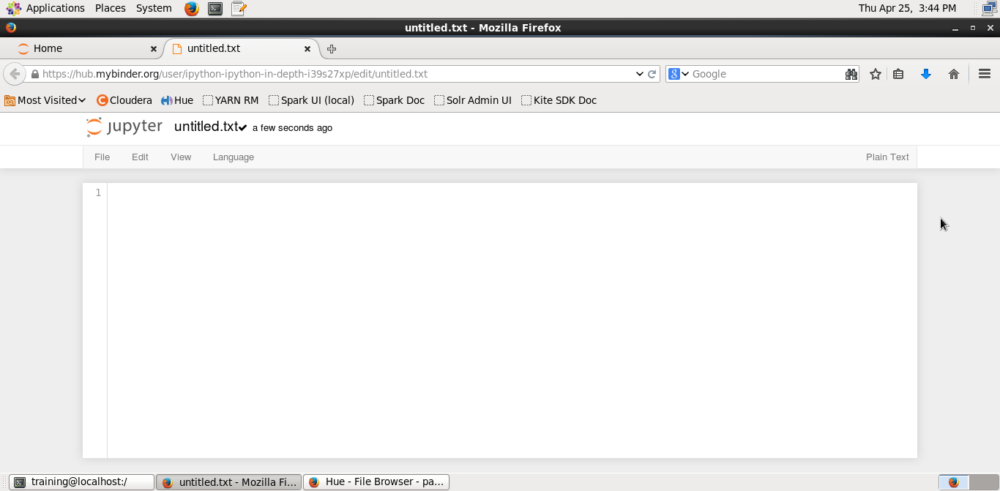 Applications Places System Thu Apr 25, 3:44 PM
untitled.txt - Mozilla Firefox
Home untitled.txt
https://hub.mybinder.org/user/ipython-ipython-in-depth-i39s27xp/edit/untitled.txt Google
Most Visited Cloudera Hue YARN RM Spark UI (local) Spark Doc Solr Admin UI Kite SDK Doc
jupyter untitled.txt a few seconds ago
File Edit View Language Plain Text
1
training@localhost:/ untitled.txt - Mozilla Fi... Hue - File Browser - pa...